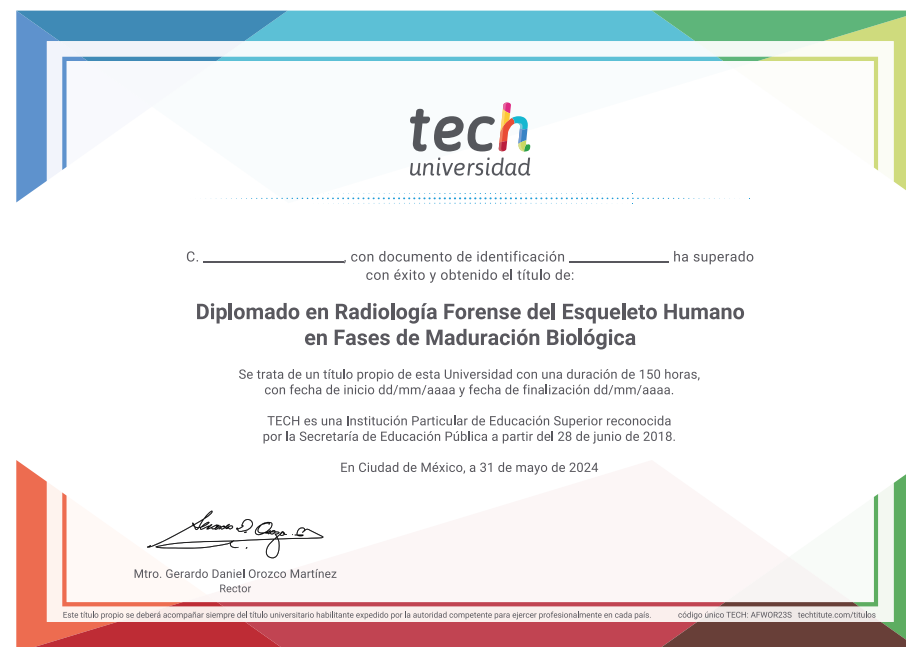 tech
universidad
C. ____________, con documento de identificación ____________ ha superado
con éxito y obtenido el título de:
Diplomado en Radiología Forense del Esqueleto Humano
en Fases de Maduración Biológica
Se trata de un título propio de esta Universidad con una duración de 150 horas,
con fecha de inicio dd/mm/aaaa y fecha de finalización dd/mm/aaaa.
TECH es una Institución Particular de Educación Superior reconocida
por la Secretaría de Educación Pública a partir del 28 de junio de 2018.
En Ciudad de México, a 31 de mayo de 2024
Mtro. Gerardo Daniel Orozco Martínez
Rector
Este título propio se deberá acompañar siempre del título universitario habilitante expedido por la autoridad competente para ejercer profesionalmente en cada país. código único TECH: AFWOR23S techtitute.com/titulos